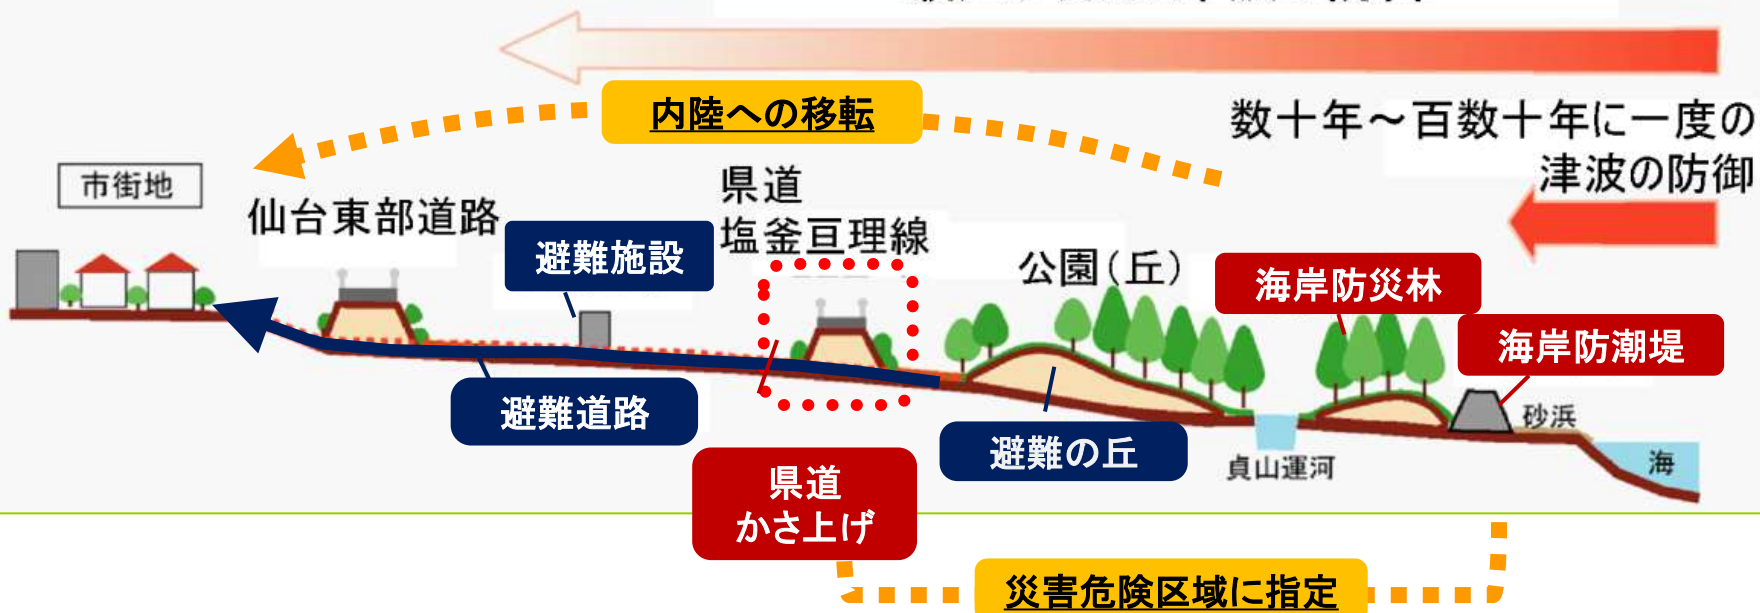 内陸への移転
数十年～百数十年に一度の
津波の防御
市街地
仙台東部道路
避難施設
県道
塩釜亘理線
公園(丘)
海岸防災林
海岸防潮堤
避難道路
避難の丘
砂浜
貞山運河
海
県道
かさ上げ
災害危険区域に指定